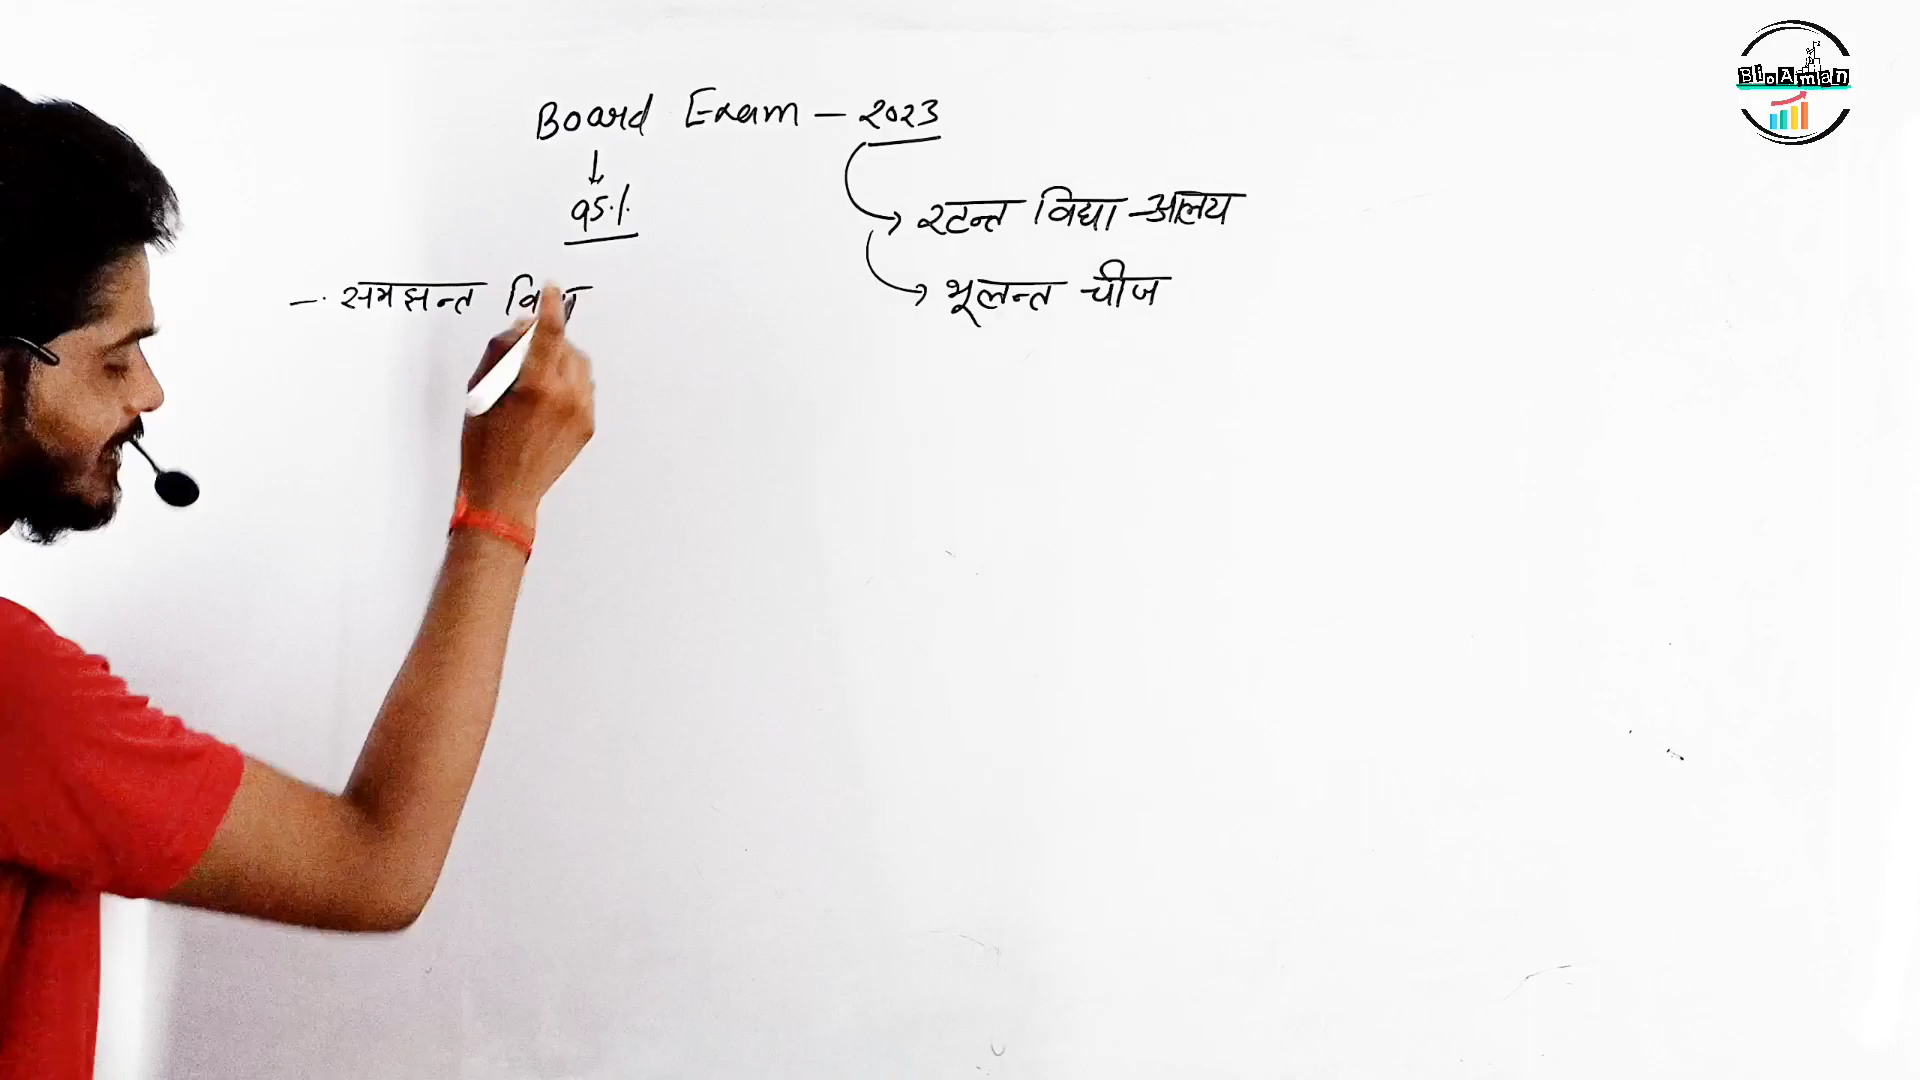 BioAman
Board Exam - 2023
95%
रटन्त विद्या - आलय
- समझन्त
भूलन्त चीज